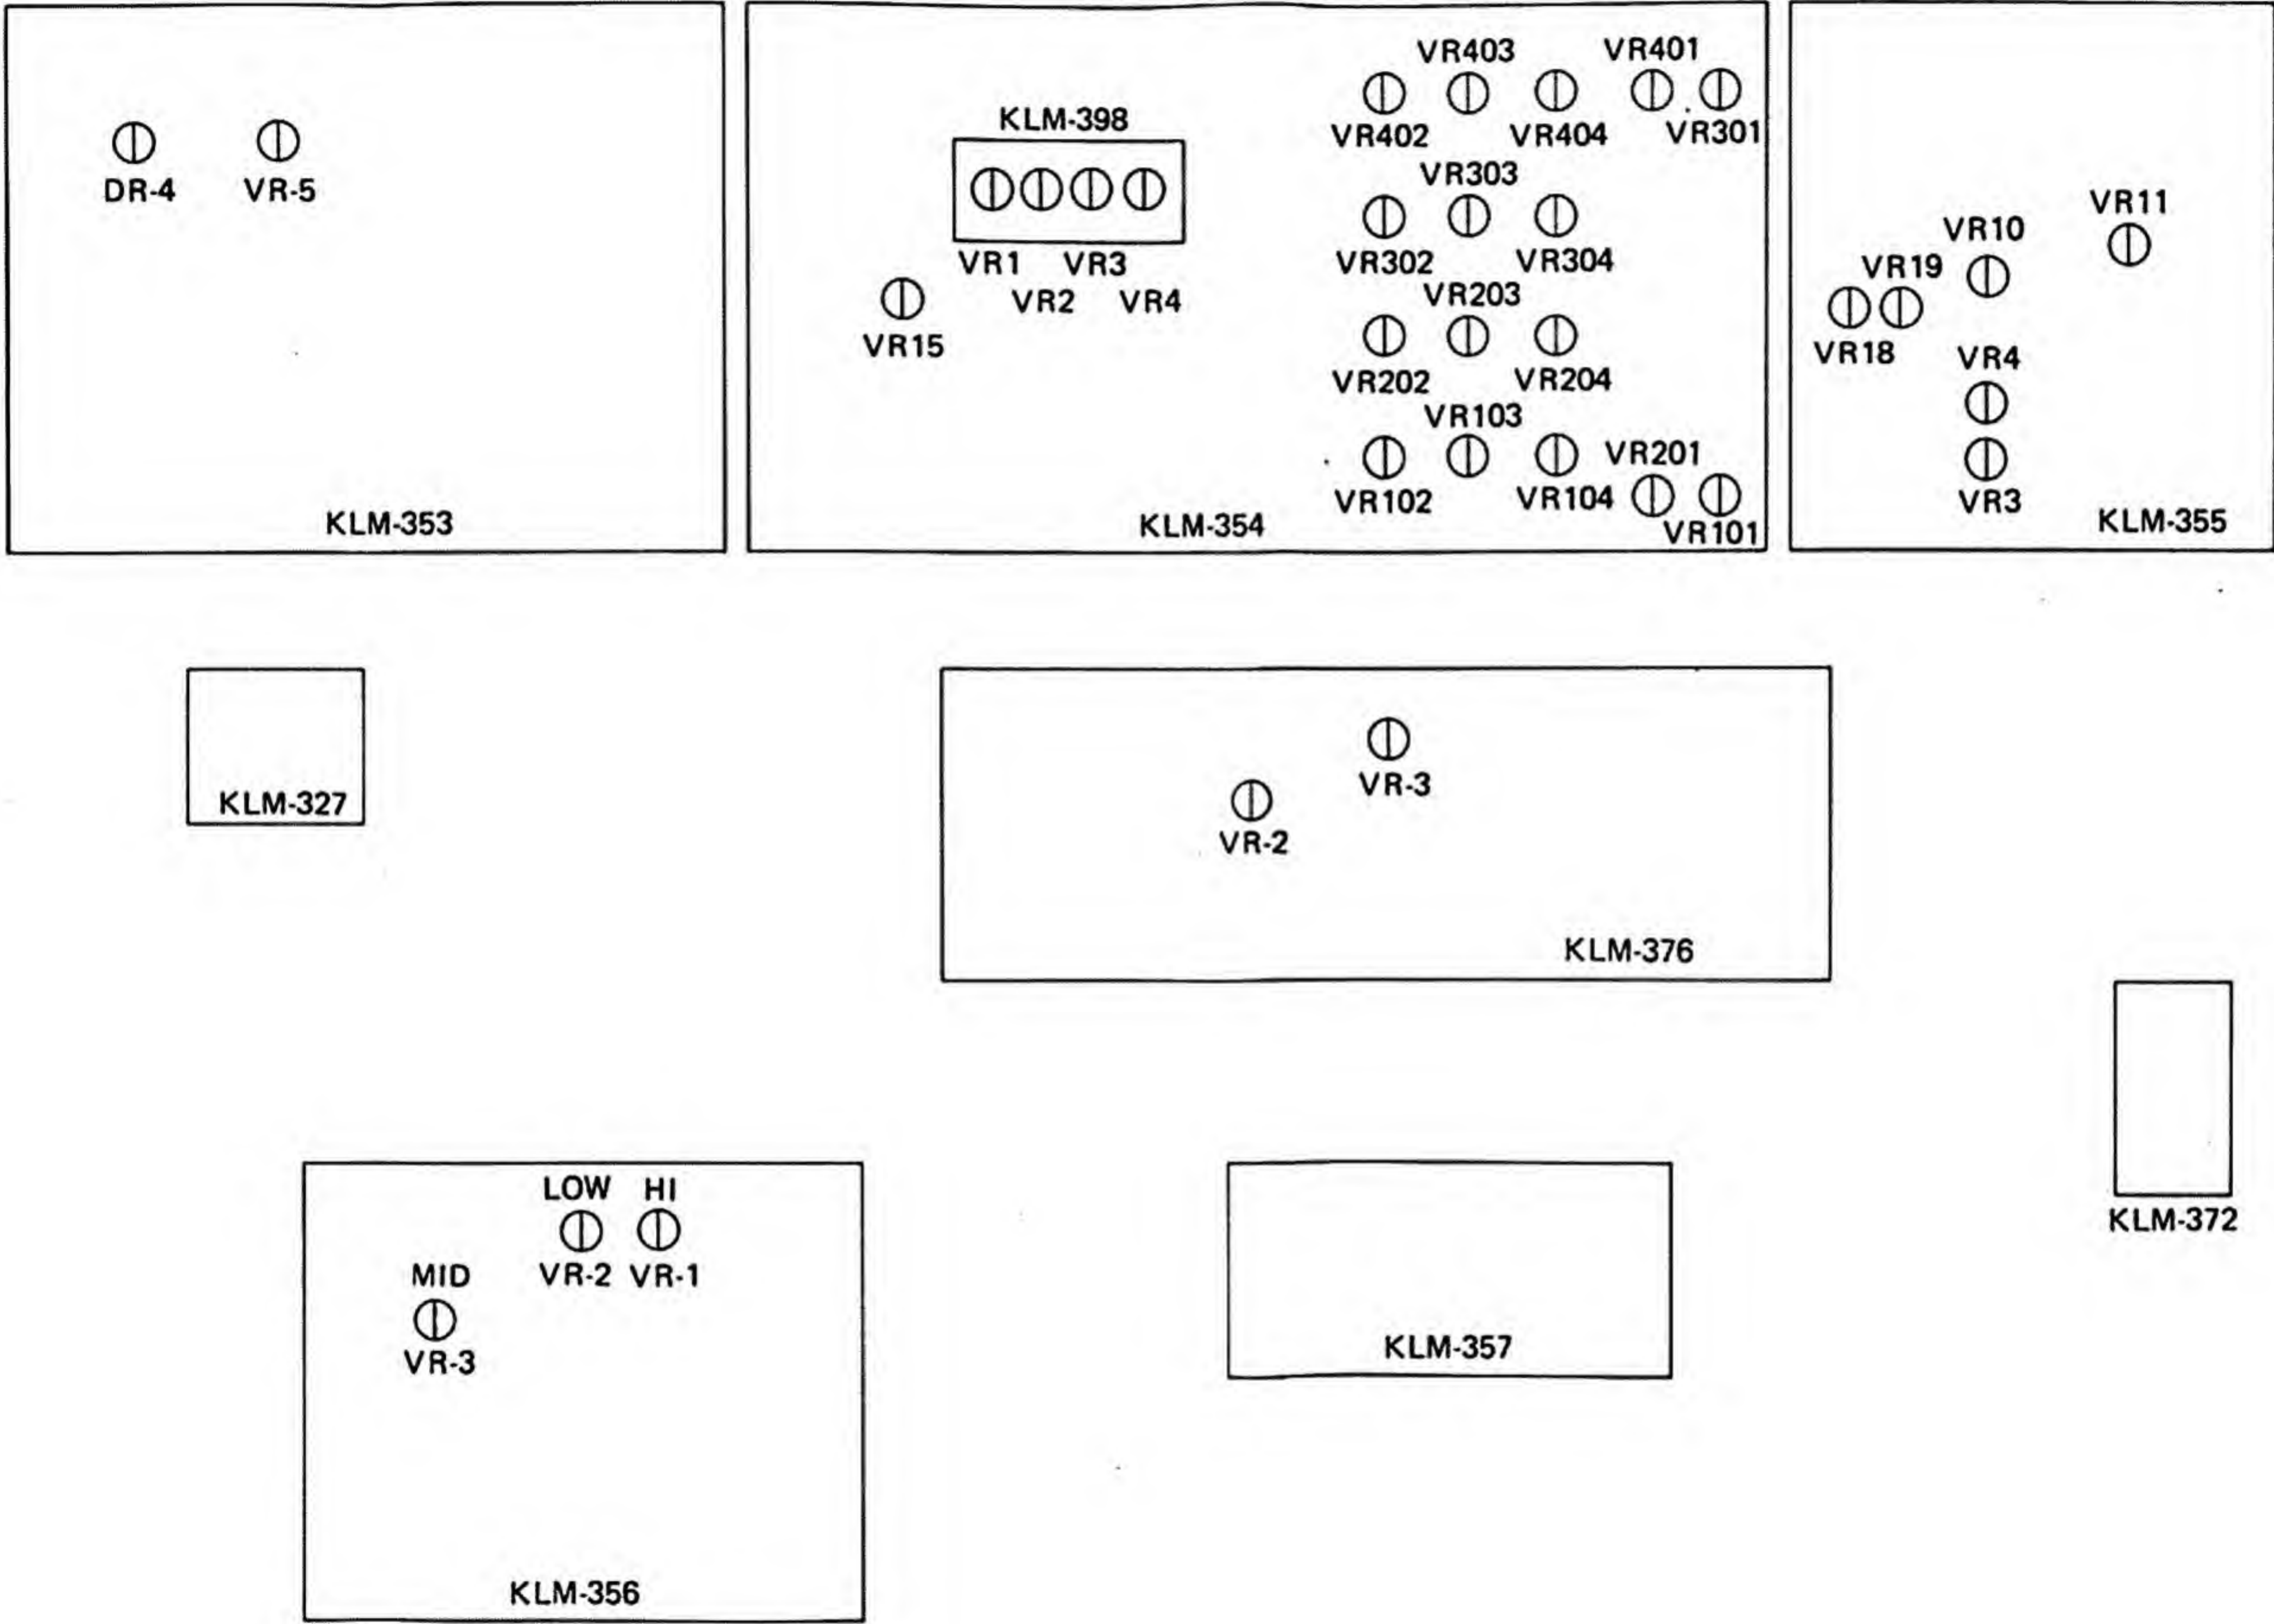 DR-4 VR-5
KLM-353
KLM-398
VR1 VR3
VR2 VR4
VR15
VR403 VR401
VR402 VR404 VR301
VR303
VR302 VR304
VR203
VR202 VR204
VR103
VR201
VR102 VR104
VR101
KLM-354
VR11
VR10
VR19
VR18 VR4
VR3
KLM-355
KLM-327
VR-3
VR-2
KLM-376
KLM-372
LOW HI
VR-2 VR-1
MID
VR-3
KLM-356
KLM-357